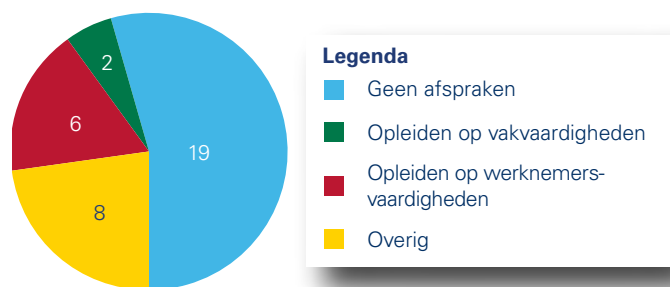 2
6
19
8
Legenda
Geen afspraken
Opleiden op vakvaardigheden
Opleiden op werknemers-
vaardigheden
Overig